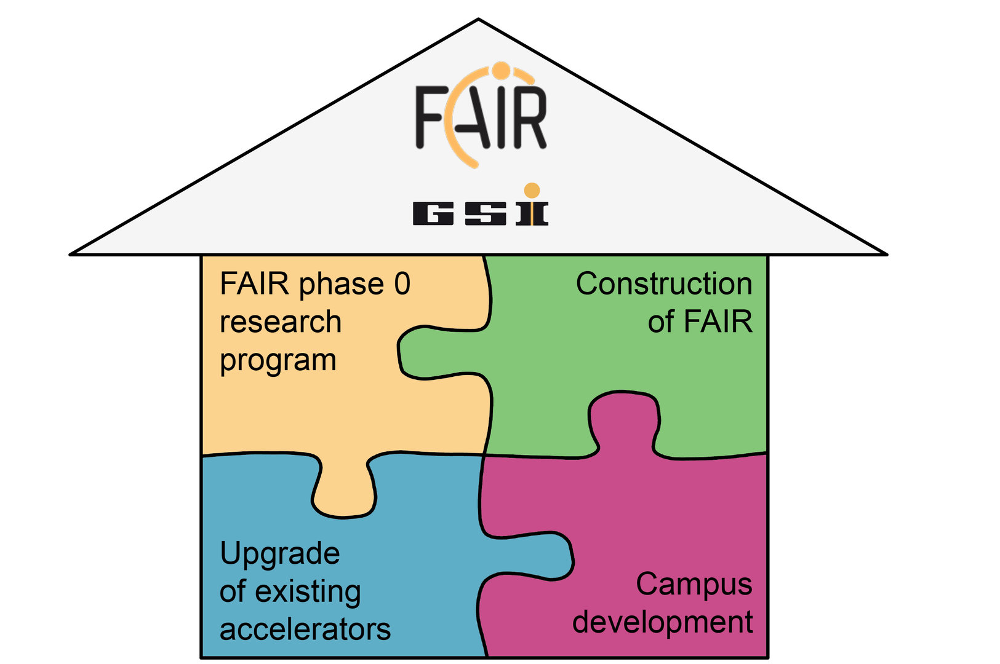 FAIR
GSI
FAIR phase 0
research
program
Construction
of FAIR
Upgrade
of existing
accelerators
Campus
development